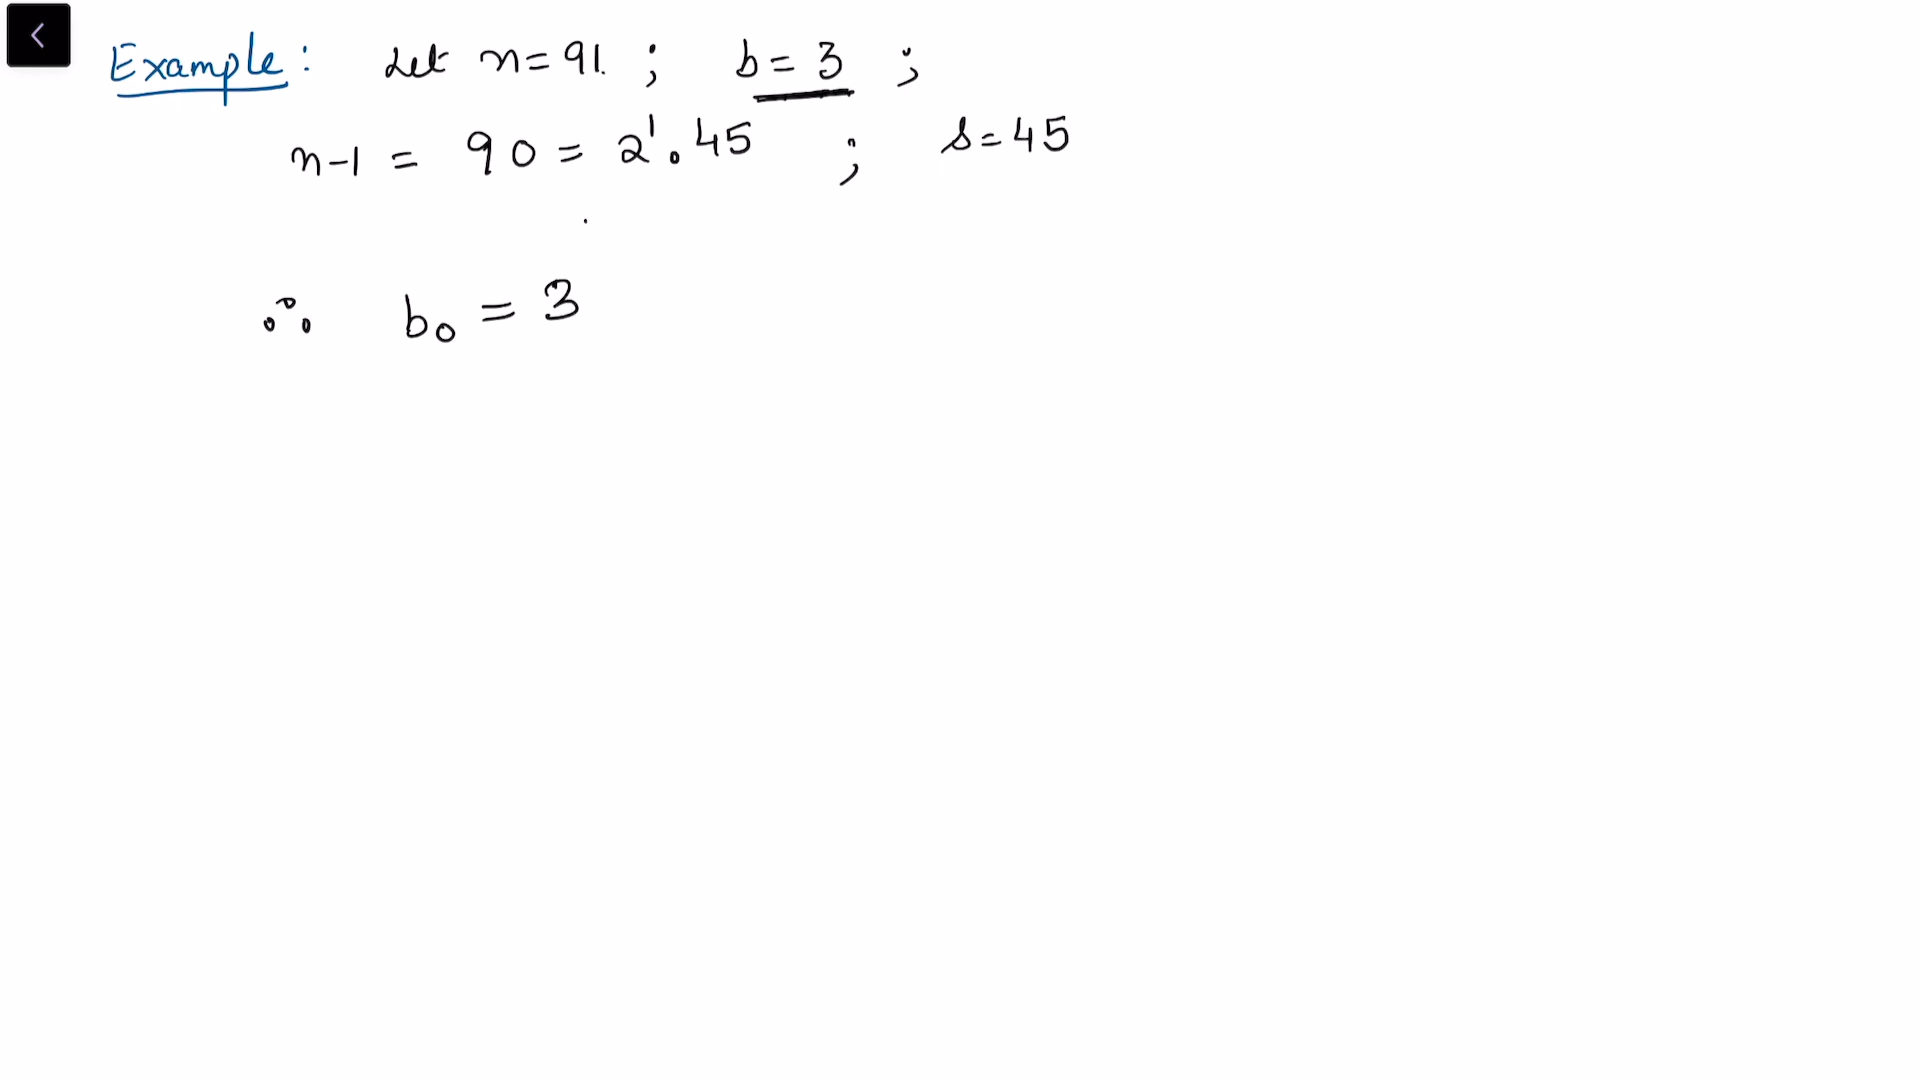 Example: Let n=91. ; b=3 ;
n-1 = 90 = 2¹.45 ; s=45
∴ b₀ = 3